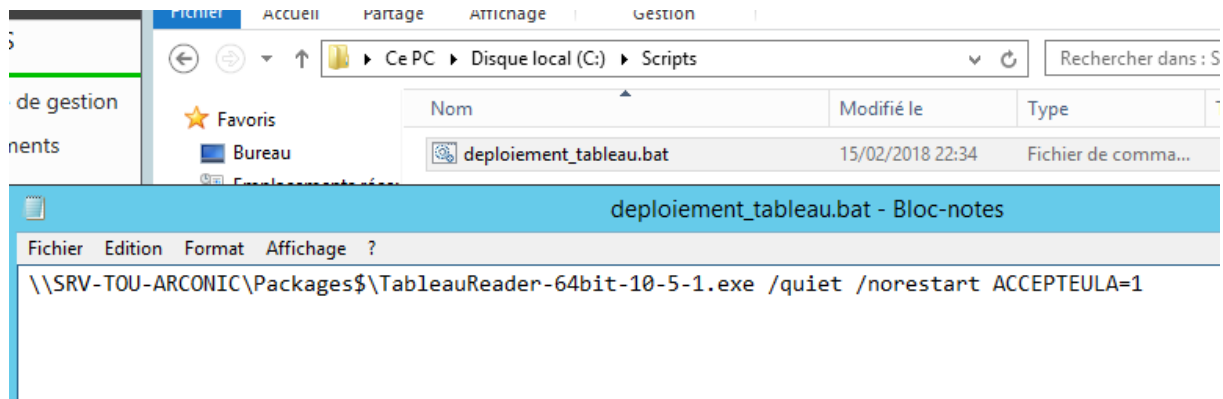 Fichier Accueil Partage Affichage Gestion
Ce PC Disque local (C:) Scripts Rechercher dans : S
de gestion
ments
Favoris
Bureau
Nom Modifié le Type
deploiement_tableau.bat 15/02/2018 22:34 Fichier de comma...
deploiement_tableau.bat - Bloc-notes
Fichier Edition Format Affichage ?
\\SRV-TOU-ARCONIC\Packages$\TableauReader-64bit-10-5-1.exe /quiet /norestart ACCEPTEULA=1